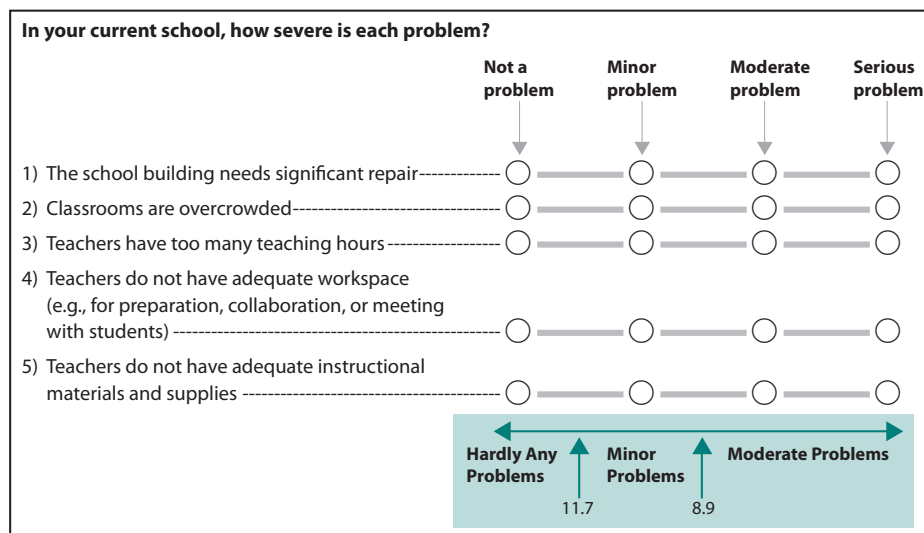 In your current school, how severe is each problem?
Not a problem
Minor problem
Moderate problem
Serious problem
1) The school building needs significant repair
2) Classrooms are overcrowded
3) Teachers have too many teaching hours
4) Teachers do not have adequate workspace
(e.g., for preparation, collaboration, or meeting
with students)
5) Teachers do not have adequate instructional
materials and supplies
Hardly Any Problems
Minor Problems
Moderate Problems
11.7
8.9